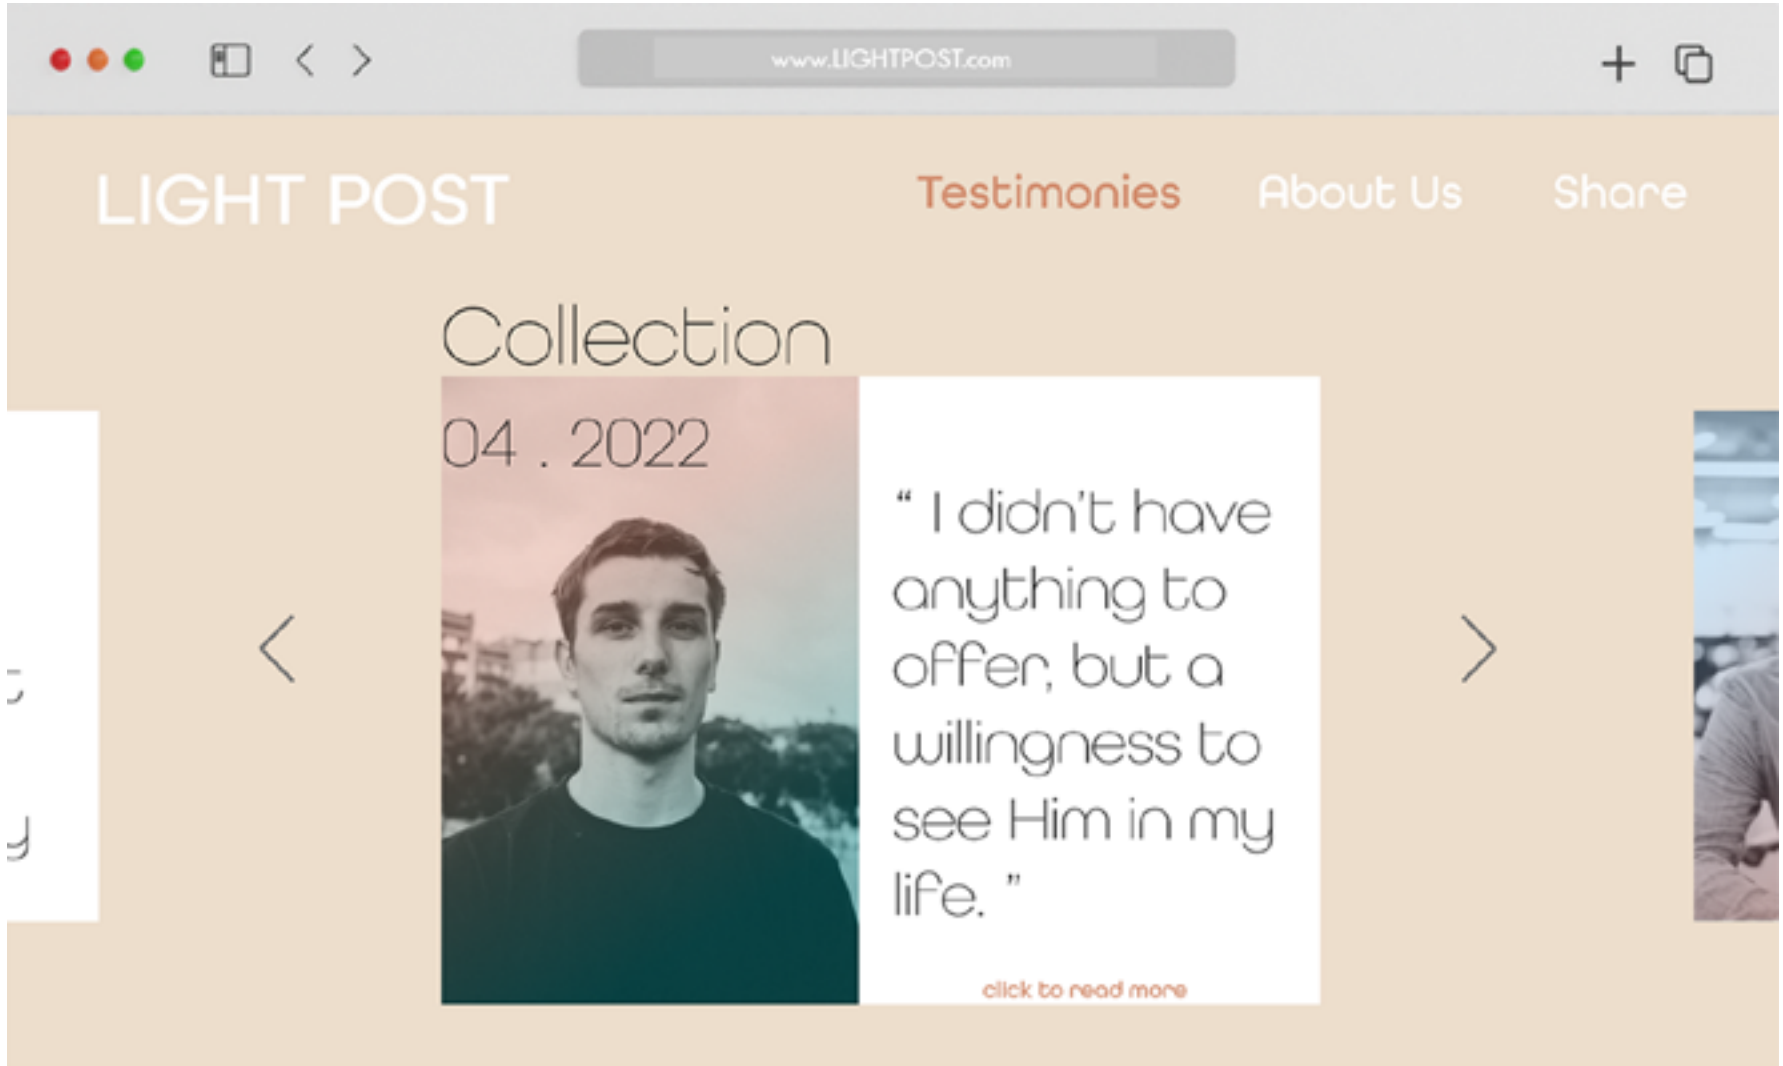 www.LIGHTPOST.com
LIGHT POST
Testimonies
About Us
Share
Collection
04 . 2022
“ I didn’t have
anything to
offer, but a
willingness to
see Him in my
life. ”
click to read more
t
y